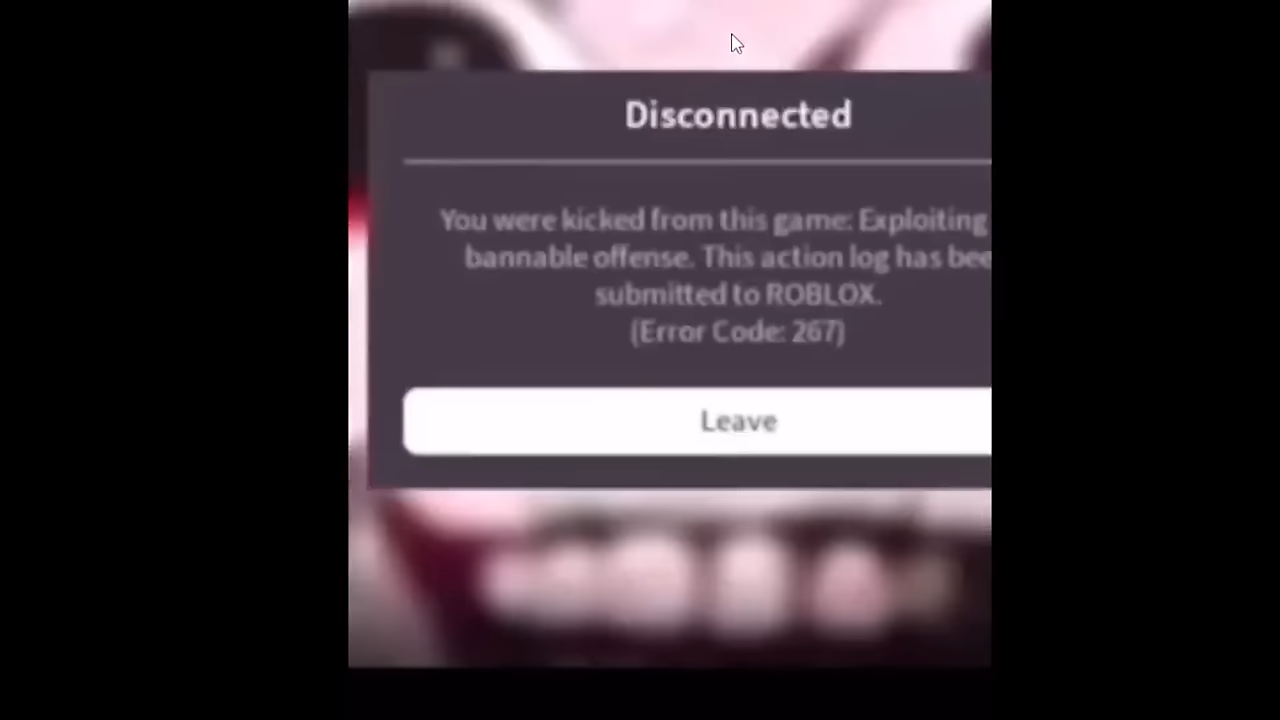 Disconnected
You were kicked from this game: Exploiting
bannable offense. This action log has bee
submitted to ROBLOX.
(Error Code: 267)
Leave